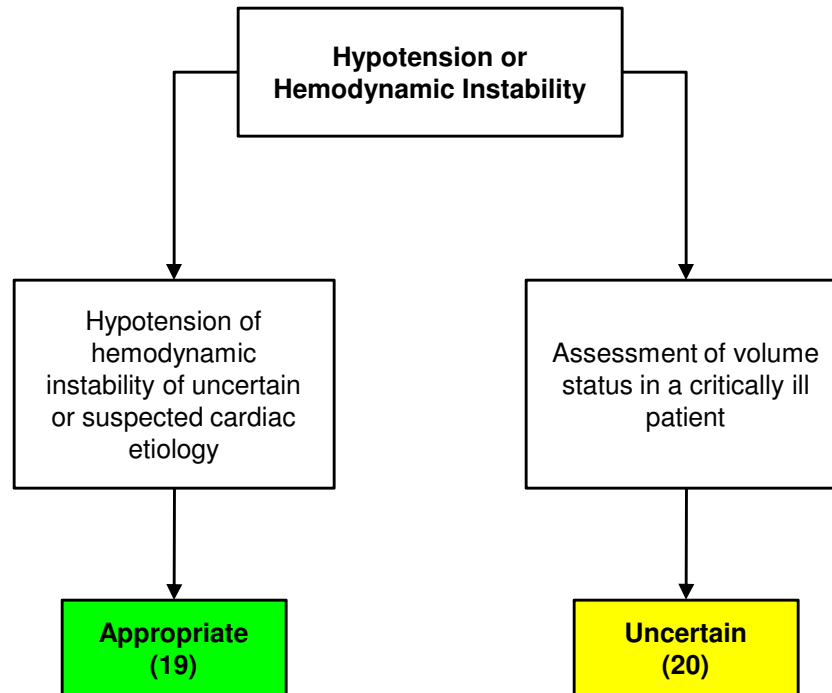 Hypotension or
Hemodynamic Instability
Hypotension of
hemodynamic
instability of uncertain
or suspected cardiac
etiology
Assessment of volume
status in a critically ill
patient
Appropriate
(19)
Uncertain
(20)